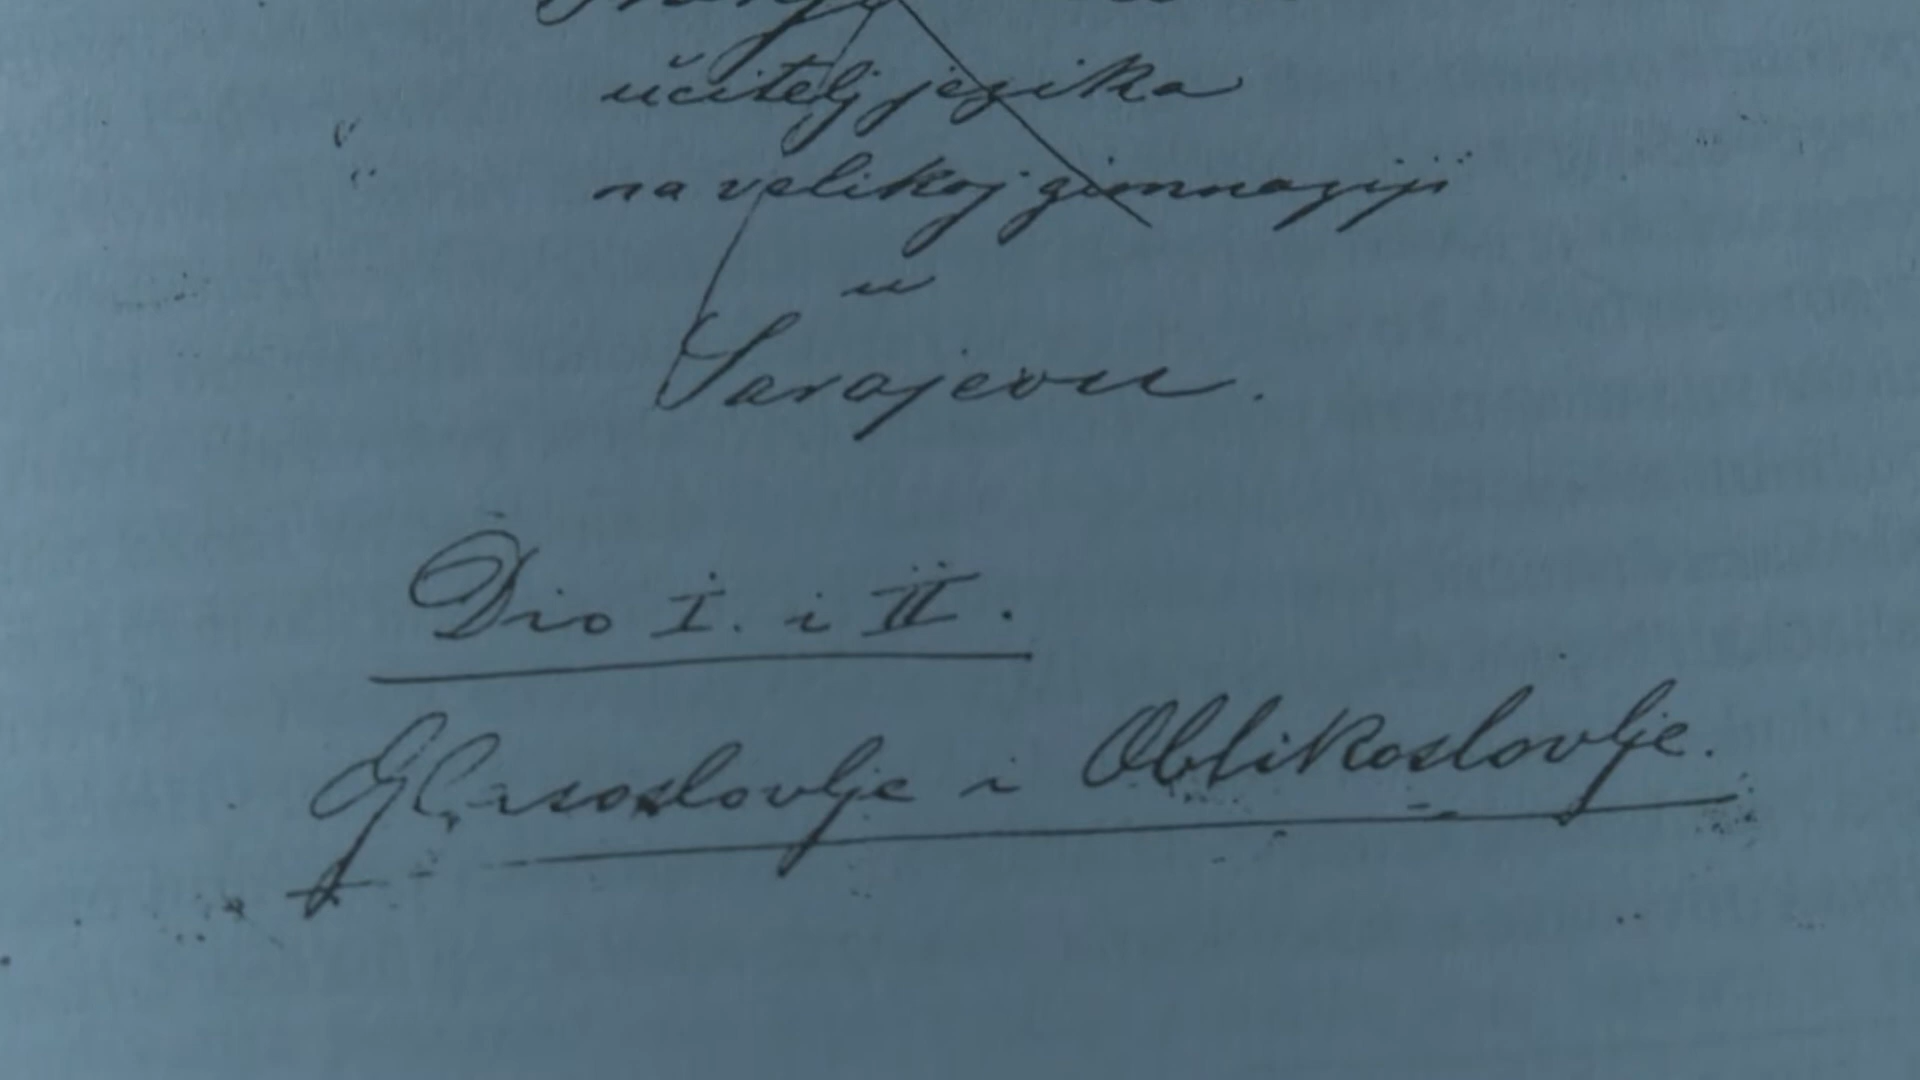 učitelj jezika
na velikoj gimnaziji
u
Sarajevu.
Dio I. i II.
Glasoslovlje i Oblikoslovlje.